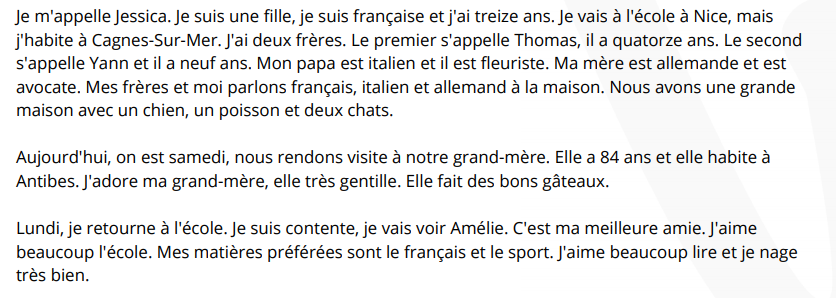 Je m'appelle Jessica. Je suis une fille, je suis française et j'ai treize ans. Je vais à l'école à Nice, mais
j'habite à Cagnes-Sur-Mer. J'ai deux frères. Le premier s'appelle Thomas, il a quatorze ans. Le second
s'appelle Yann et il a neuf ans. Mon papa est italien et il est fleuriste. Ma mère est allemande et est
avocate. Mes frères et moi parlons français, italien et allemand à la maison. Nous avons une grande
maison avec un chien, un poisson et deux chats.

Aujourd'hui, on est samedi, nous rendons visite à notre grand-mère. Elle a 84 ans et elle habite à
Antibes. J'adore ma grand-mère, elle très gentille. Elle fait des bons gâteaux.

Lundi, je retourne à l'école. Je suis contente, je vais voir Amélie. C'est ma meilleure amie. J'aime
beaucoup l'école. Mes matières préférées sont le français et le sport. J'aime beaucoup lire et je nage
très bien.